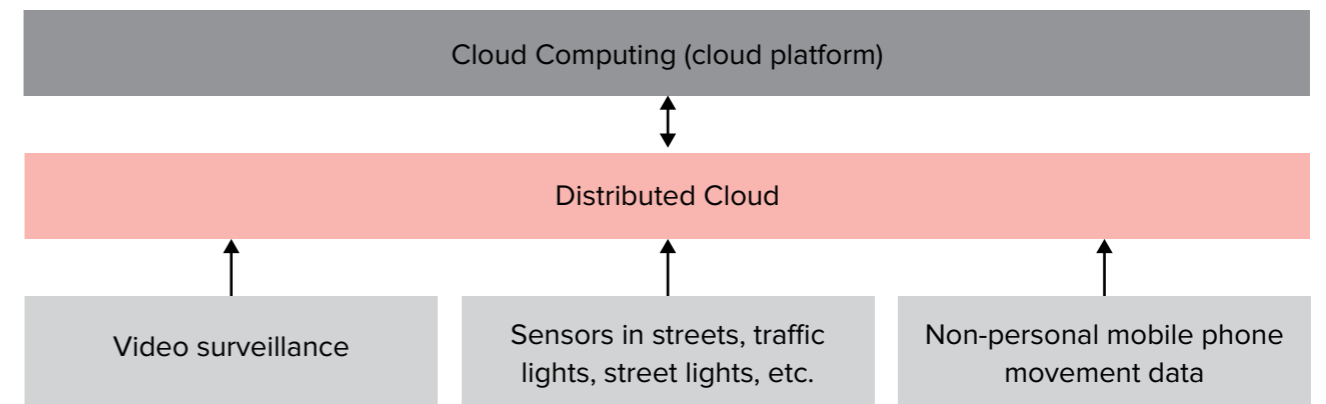 Cloud Computing (cloud platform)
Distributed Cloud
Video surveillance
Sensors in streets, traffic
lights, street lights, etc.
Non-personal mobile phone
movement data